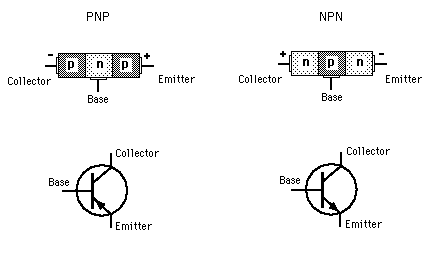 PNP
- p n p +
Collector Emitter
Base
Collector
Base
Emitter
NPN
+ n p n -
Collector Emitter
Base
Collector
Base
Emitter